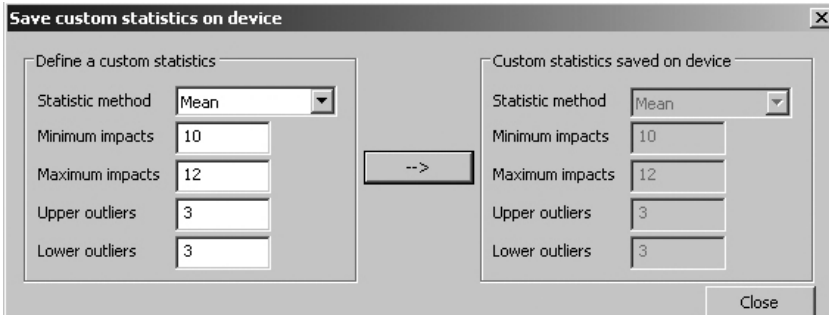 Save custom statistics on device
Define a custom statistics
Statistic method Mean
Minimum impacts 10
Maximum impacts 12
Upper outliers 3
Lower outliers 3
-->
Custom statistics saved on device
Statistic method Mean
Minimum impacts 10
Maximum impacts 12
Upper outliers 3
Lower outliers 3
Close